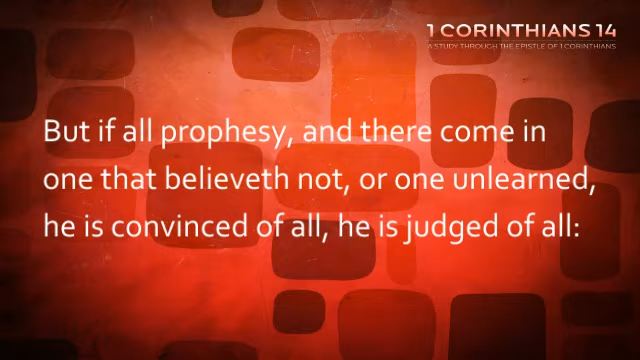 1 CORINTHIANS 14
A STUDY THROUGH THE EPISTLE OF 1 CORINTHIANS
But if all prophesy, and there come in
one that believeth not, or one unlearned,
he is convinced of all, he is judged of all: